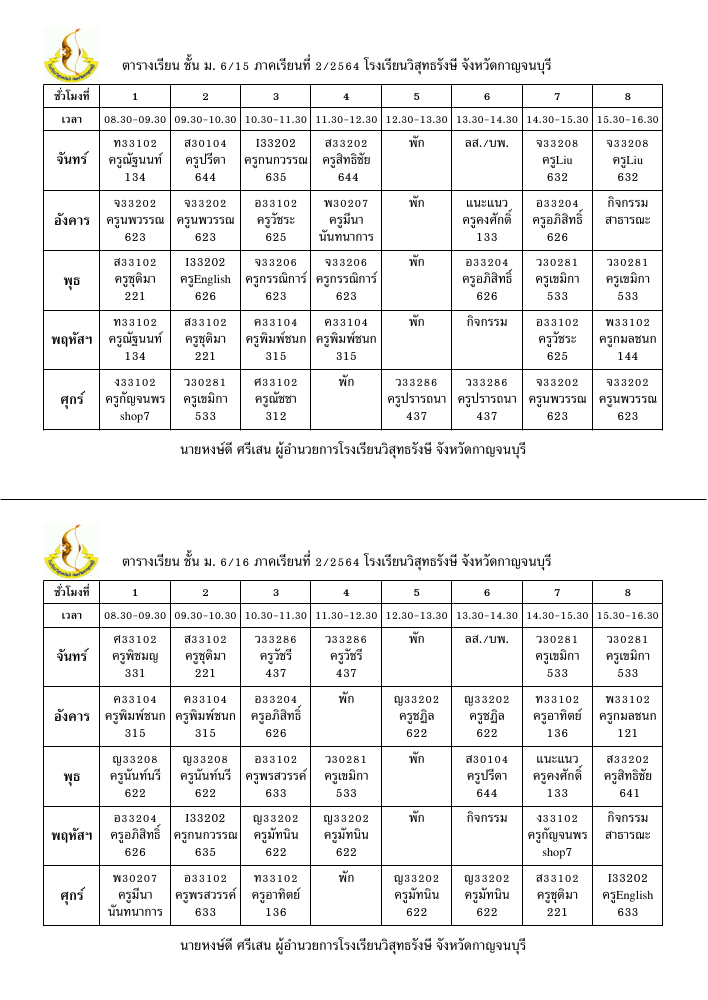 ตารางเรียน ชั้น ม. 6/15 ภาคเรียนที่ 2/2564 โรงเรียนวิสุทธรังษี จังหวัดกาญจนบุรี
ชั่วโมงที่ 1 2 3 4 5 6 7 8
เวลา 08.30-09.30 09.30-10.30 10.30-11.30 11.30-12.30 12.30-13.30 13.30-14.30 14.30-15.30 15.30-16.30
ท33102 ส30104 I33202 ส33202 พัก ลส./บพ. จ33208 จ33208
จันทร์ ครูณัฐนนท์ ครูปรีดา ครูกนกวรรณ ครูสิทธิชัย ครูLiu ครูLiu
134 644 635 644 632 632
จ33202 จ33202 อ33102 พ30207 พัก แนะแนว อ33204 กิจกรรม
อังคาร ครูนพวรรณ ครูนพวรรณ ครูวัชระ ครูมีนา ครูคงศักดิ์ ครูอภิสิทธิ์ สาธารณะ
623 623 625 นันทนาการ 133 626
ส33102 I33202 จ33206 จ33206 พัก อ33204 ว30281 ว30281
พุธ ครูชุติมา ครูEnglish ครูกรรณิการ์ ครูกรรณิการ์ ครูอภิสิทธิ์ ครูเขมิกา ครูเขมิกา
221 626 623 623 626 533 533
ท33102 ส33102 ค33104 ค33104 พัก กิจกรรม อ33102 พ33102
พฤหัสฯ ครูณัฐนนท์ ครูชุติมา ครูพิมพ์ชนก ครูพิมพ์ชนก ครูวัชระ ครูกมลชนก
134 221 315 315 625 144
ง33102 ว30281 ศ33102 พัก ว33286 ว33286 จ33202 จ33202
ศุกร์ ครูกัญจนพร ครูเขมิกา ครูณัชชา ครูปรารถนา ครูปรารถนา ครูนพวรรณ ครูนพวรรณ
shop7 533 312 437 437 623 623
นายหงษ์ดี ศรีเสน ผู้อำนวยการโรงเรียนวิสุทธรังษี จังหวัดกาญจนบุรี
ตารางเรียน ชั้น ม. 6/16 ภาคเรียนที่ 2/2564 โรงเรียนวิสุทธรังษี จังหวัดกาญจนบุรี
ชั่วโมงที่ 1 2 3 4 5 6 7 8
เวลา 08.30-09.30 09.30-10.30 10.30-11.30 11.30-12.30 12.30-13.30 13.30-14.30 14.30-15.30 15.30-16.30
ศ33102 ส33102 ว33286 ว33286 พัก ลส./บพ. ว30281 ว30281
จันทร์ ครูพิชมญ ครูชุติมา ครูวัชรี ครูวัชรี ครูเขมิกา ครูเขมิกา
331 221 437 437 533 533
ค33104 ค33104 อ33204 พัก ญ33202 ญ33202 ท33102 พ33102
อังคาร ครูพิมพ์ชนก ครูพิมพ์ชนก ครูอภิสิทธิ์ ครูชฎิล ครูชฎิล ครูอาทิตย์ ครูกมลชนก
315 315 626 622 622 136 121
ญ33208 ญ33208 อ33102 ว30281 พัก ส30104 แนะแนว ส33202
พุธ ครูนันท์นรี ครูนันท์นรี ครูพรสวรรค์ ครูเขมิกา ครูปรีดา ครูคงศักดิ์ ครูสิทธิชัย
622 622 633 533 644 133 641
อ33204 I33202 ญ33202 ญ33202 พัก กิจกรรม ง33102 กิจกรรม
พฤหัสฯ ครูอภิสิทธิ์ ครูกนกวรรณ ครูมัทนิน ครูมัทนิน ครูกัญจนพร สาธารณะ
626 635 622 622 shop7
พ30207 อ33102 ท33102 พัก ญ33202 ญ33202 ส33102 I33202
ศุกร์ ครูมีนา ครูพรสวรรค์ ครูอาทิตย์ ครูมัทนิน ครูมัทนิน ครูชุติมา ครูEnglish
นันทนาการ 633 136 622 622 221 633
นายหงษ์ดี ศรีเสน ผู้อำนวยการโรงเรียนวิสุทธรังษี จังหวัดกาญจนบุรี